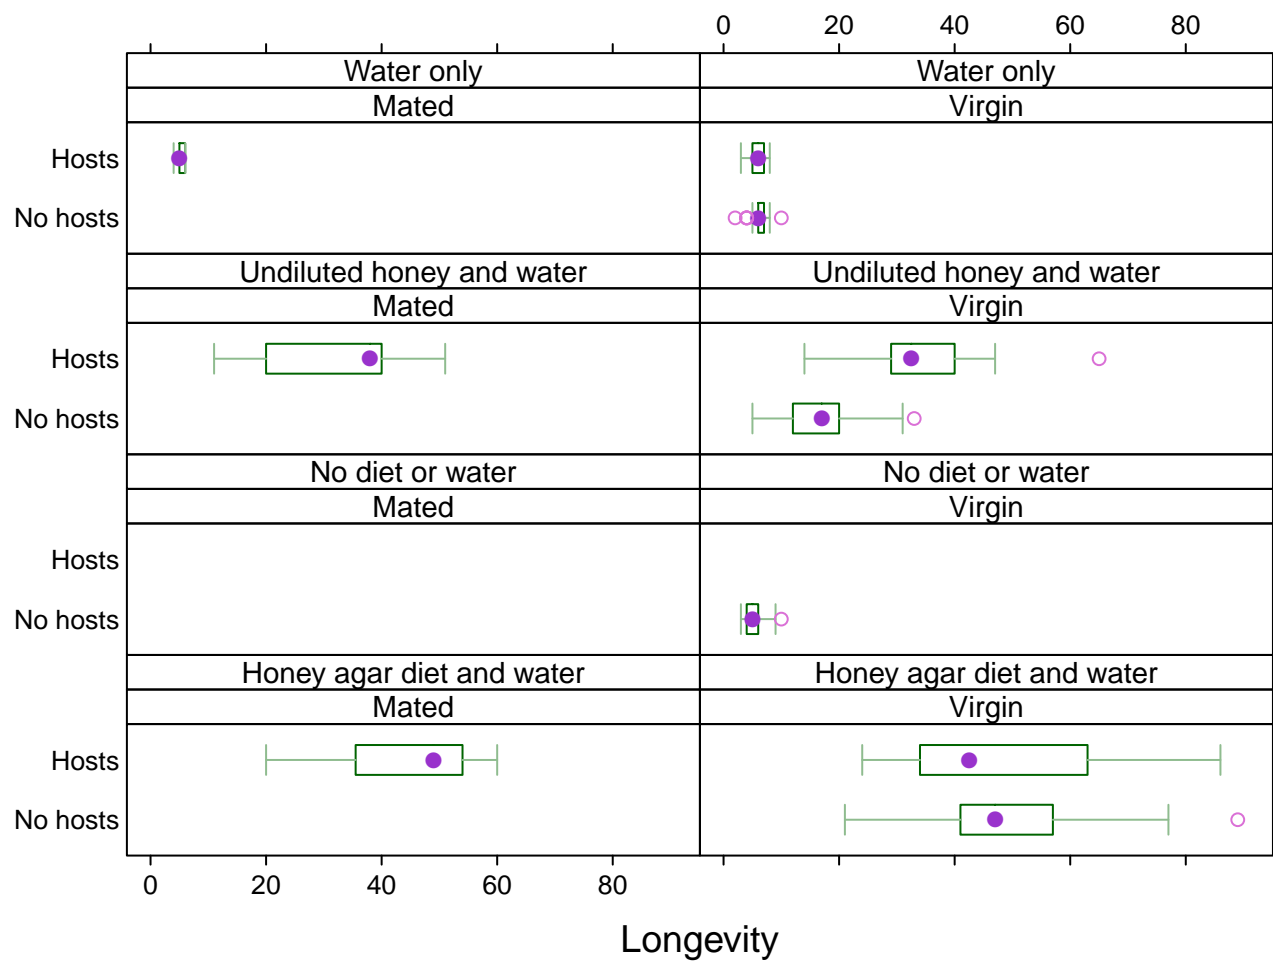 0 20 40 60 80
Water only Water only
Mated Virgin
Hosts
No hosts
Undiluted honey and water Undiluted honey and water
Mated Virgin
Hosts
No hosts
No diet or water No diet or water
Mated Virgin
Hosts
No hosts
Honey agar diet and water Honey agar diet and water
Mated Virgin
Hosts
No hosts
0 20 40 60 80
Longevity